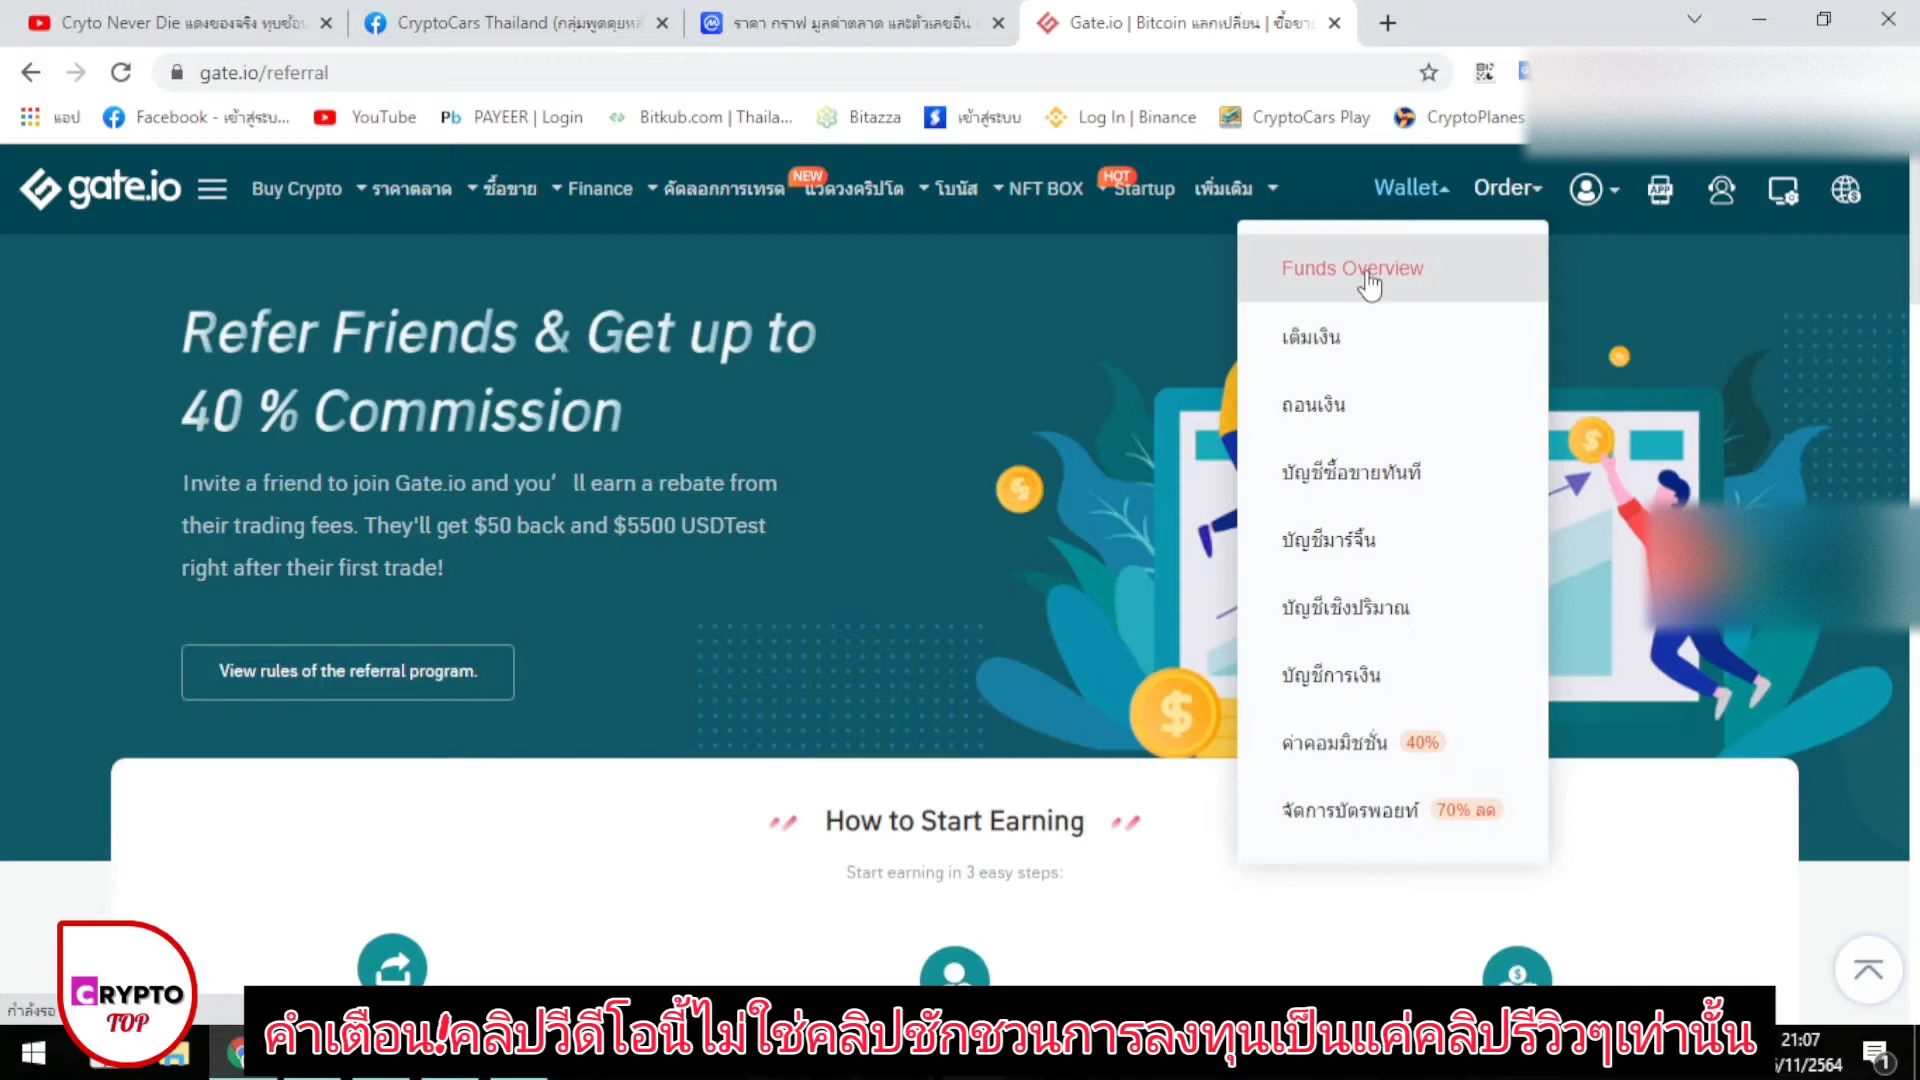 Cryto Never Die แดงของจริง ทุบซ้อน
CryptoCars Thailand (กลุ่มพูดคุยหล
ราคา กราฟ มูลค่าตลาด และตัวเลขอื่น
Gate.io | Bitcoin แลกเปลี่ยน | ซื้อขา
gate.io/referral
แอป
Facebook - เข้าสู่ระบ...
YouTube
Pb PAYEER | Login
Bitkub.com | Thaila...
Bitazza
เข้าสู่ระบบ
Log In | Binance
CryptoCars Play
CryptoPlanes
gate.io
Buy Crypto
ราคาตลาด
ซื้อขาย
Finance
คัดลอกการเทรด
NEW
แวดวงคริปโต
โบนัส
NFT BOX
HOT
Startup
เพิ่มเติม
Wallet
Order
APP
Refer Friends & Get up to
40 % Commission
Invite a friend to join Gate.io and you’ ll earn a rebate from
their trading fees. They'll get $50 back and $5500 USDTest
right after their first trade!
View rules of the referral program.
Funds Overview
เติมเงิน
ถอนเงิน
บัญชีซื้อขายทันที
บัญชีมาร์จิ้น
บัญชีเชิงปริมาณ
บัญชีการเงิน
ค่าคอมมิชชั่น 40%
จัดการบัตรพอยท์ 70% ลด
How to Start Earning
Start earning in 3 easy steps:
กำลังรอ
CRYPTO
TOP
คำเตือน!คลิปวีดีโอนี้ไม่ใช่คลิปชักชวนการลงทุนเป็นแค่คลิปรีวิวๆเท่านั้น
21:07
/11/2564
1